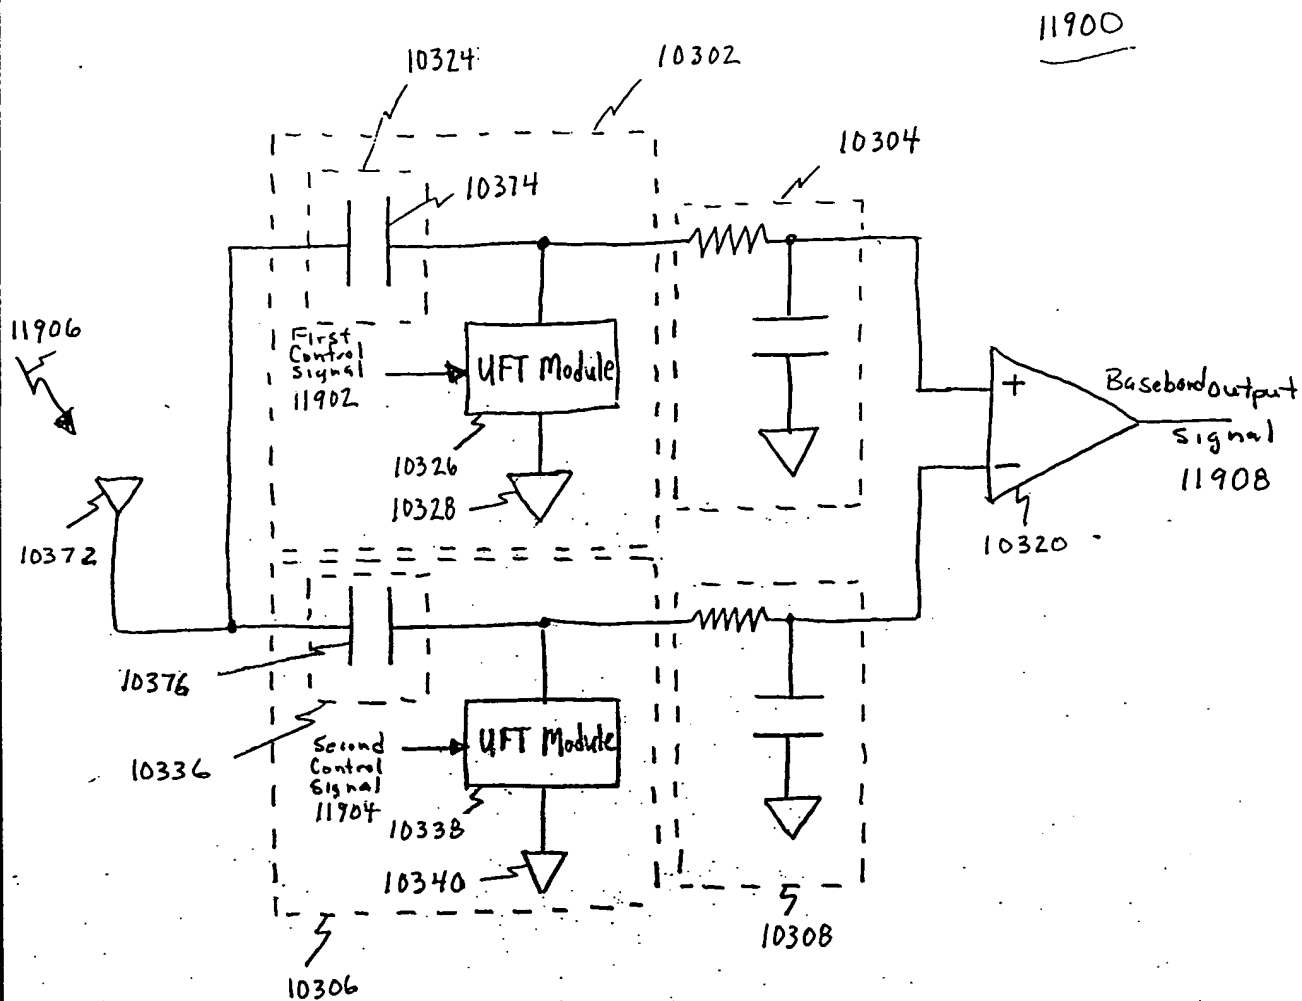 11900
10324
10302
10304
10374
11906
First
Control
Signal
11902
UFT Module
+
Baseband output
signal
11908
10326
10328
−
10320
10372
10376
10336
Second
Control
Signal
11904
UFT Module
10338
10340
10308
10306